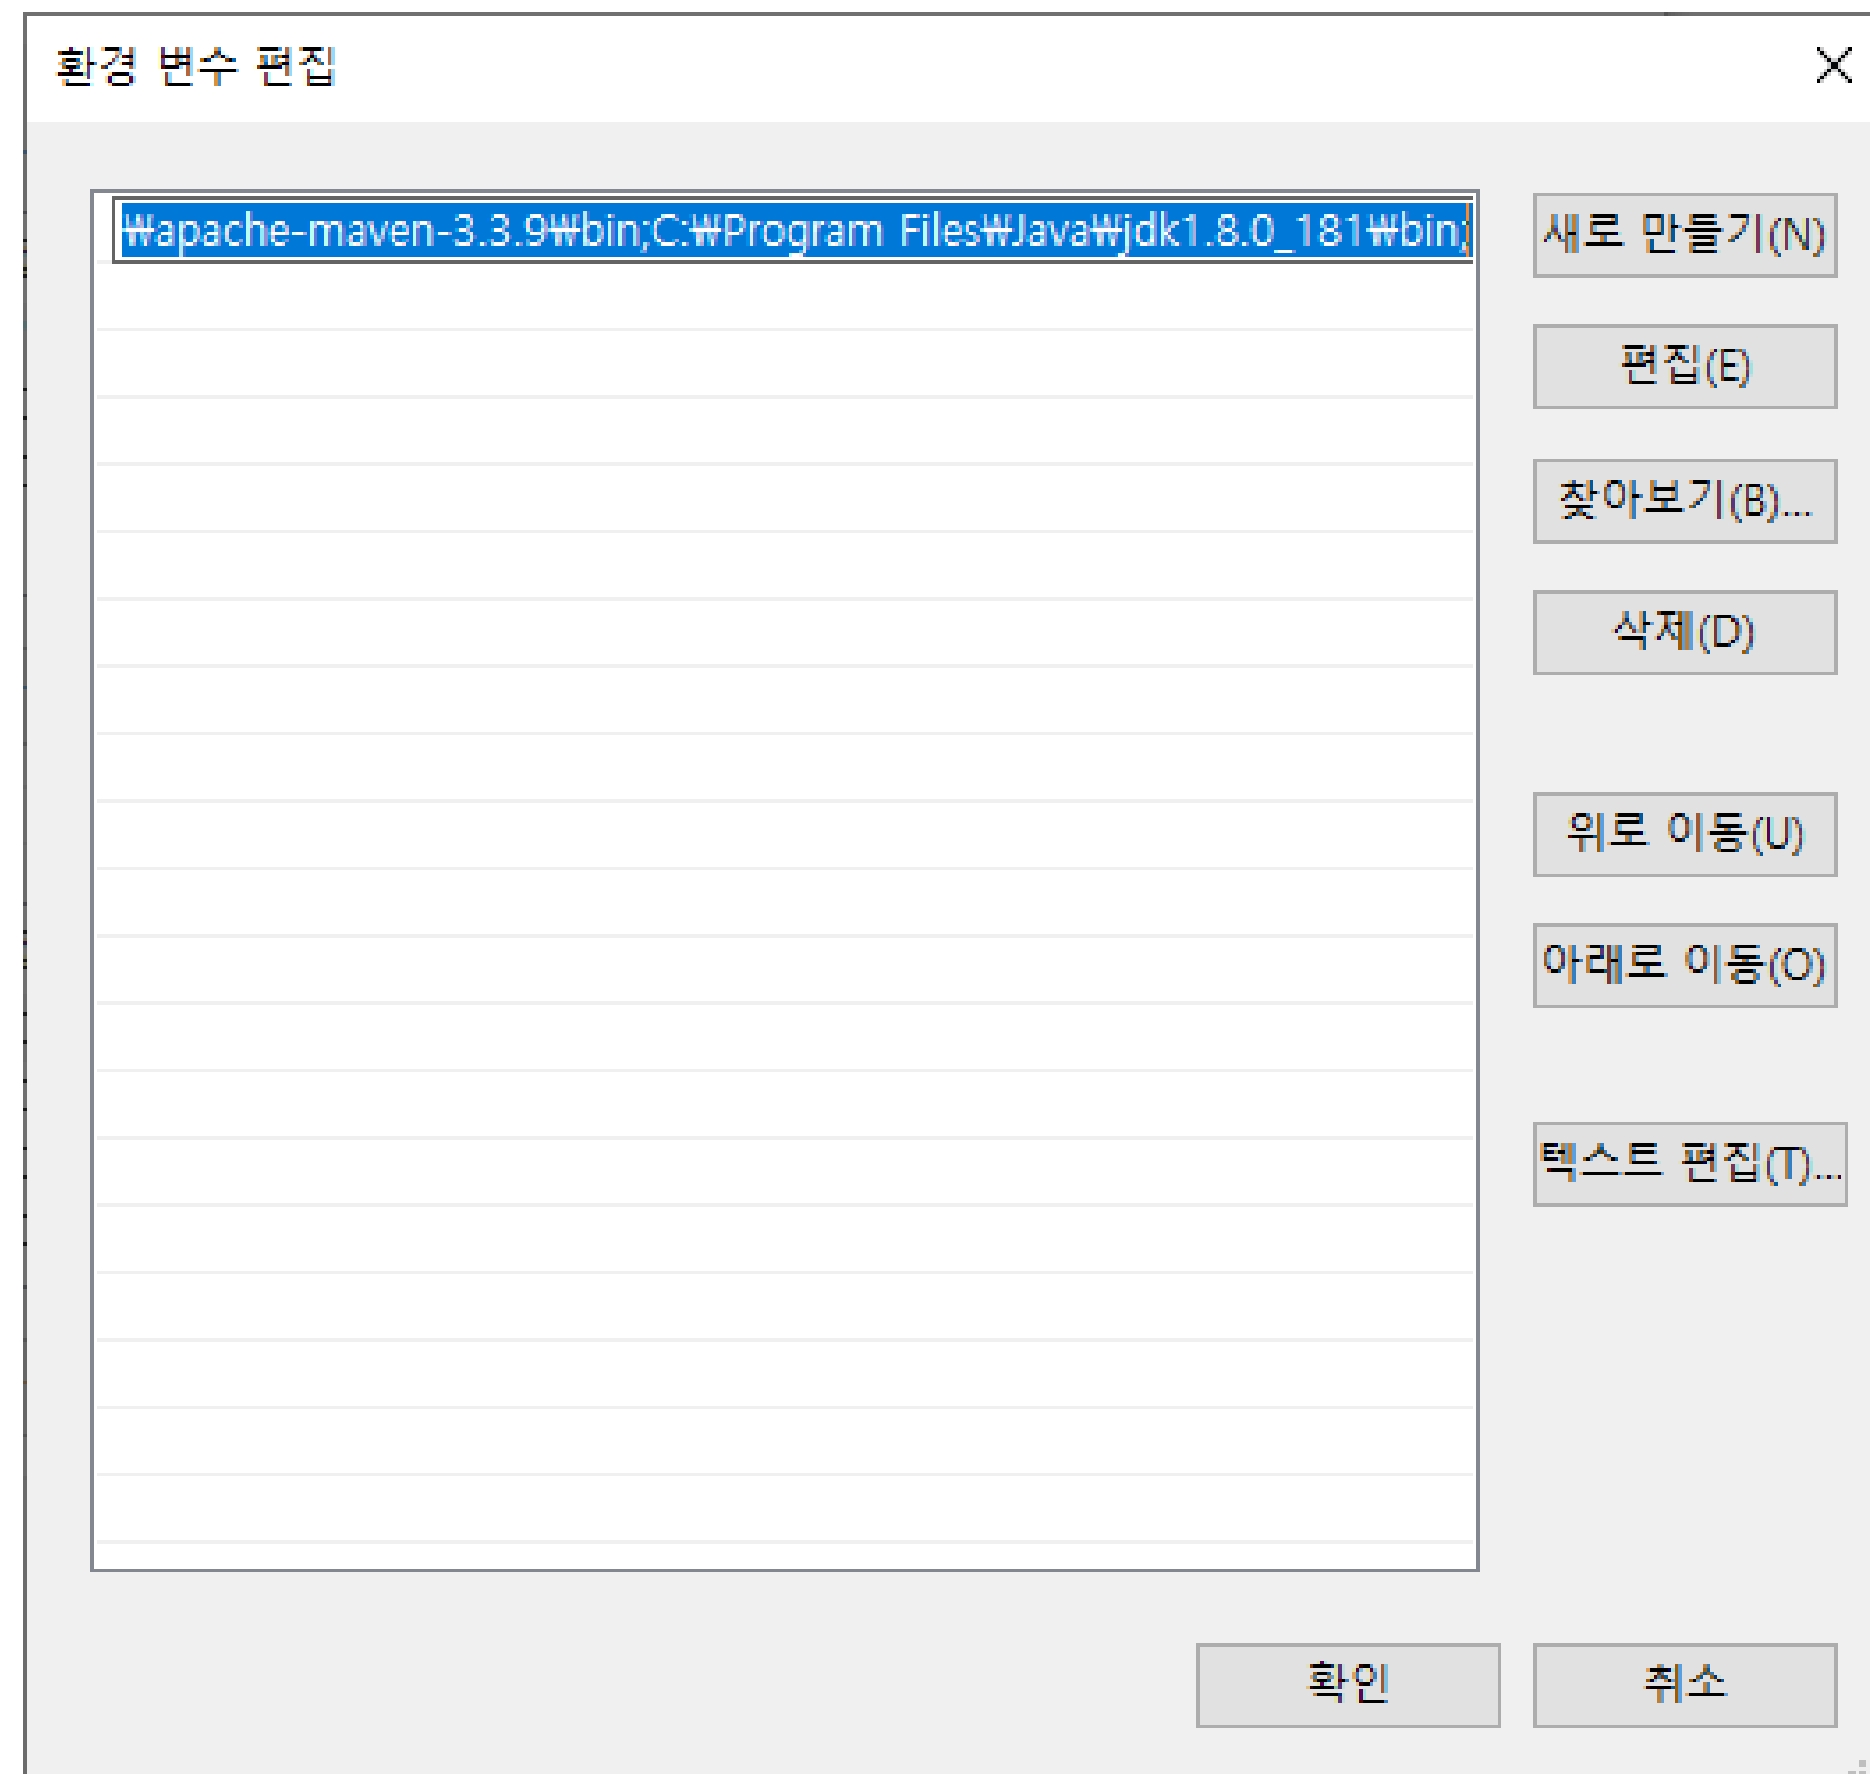 환경 변수 편집
₩apache-maven-3.3.9₩bin;C:₩Program Files₩Java₩jdk1.8.0_181₩bin;
새로 만들기(N)
편집(E)
찾아보기(B)...
삭제(D)
위로 이동(U)
아래로 이동(O)
텍스트 편집(T)...
확인
취소